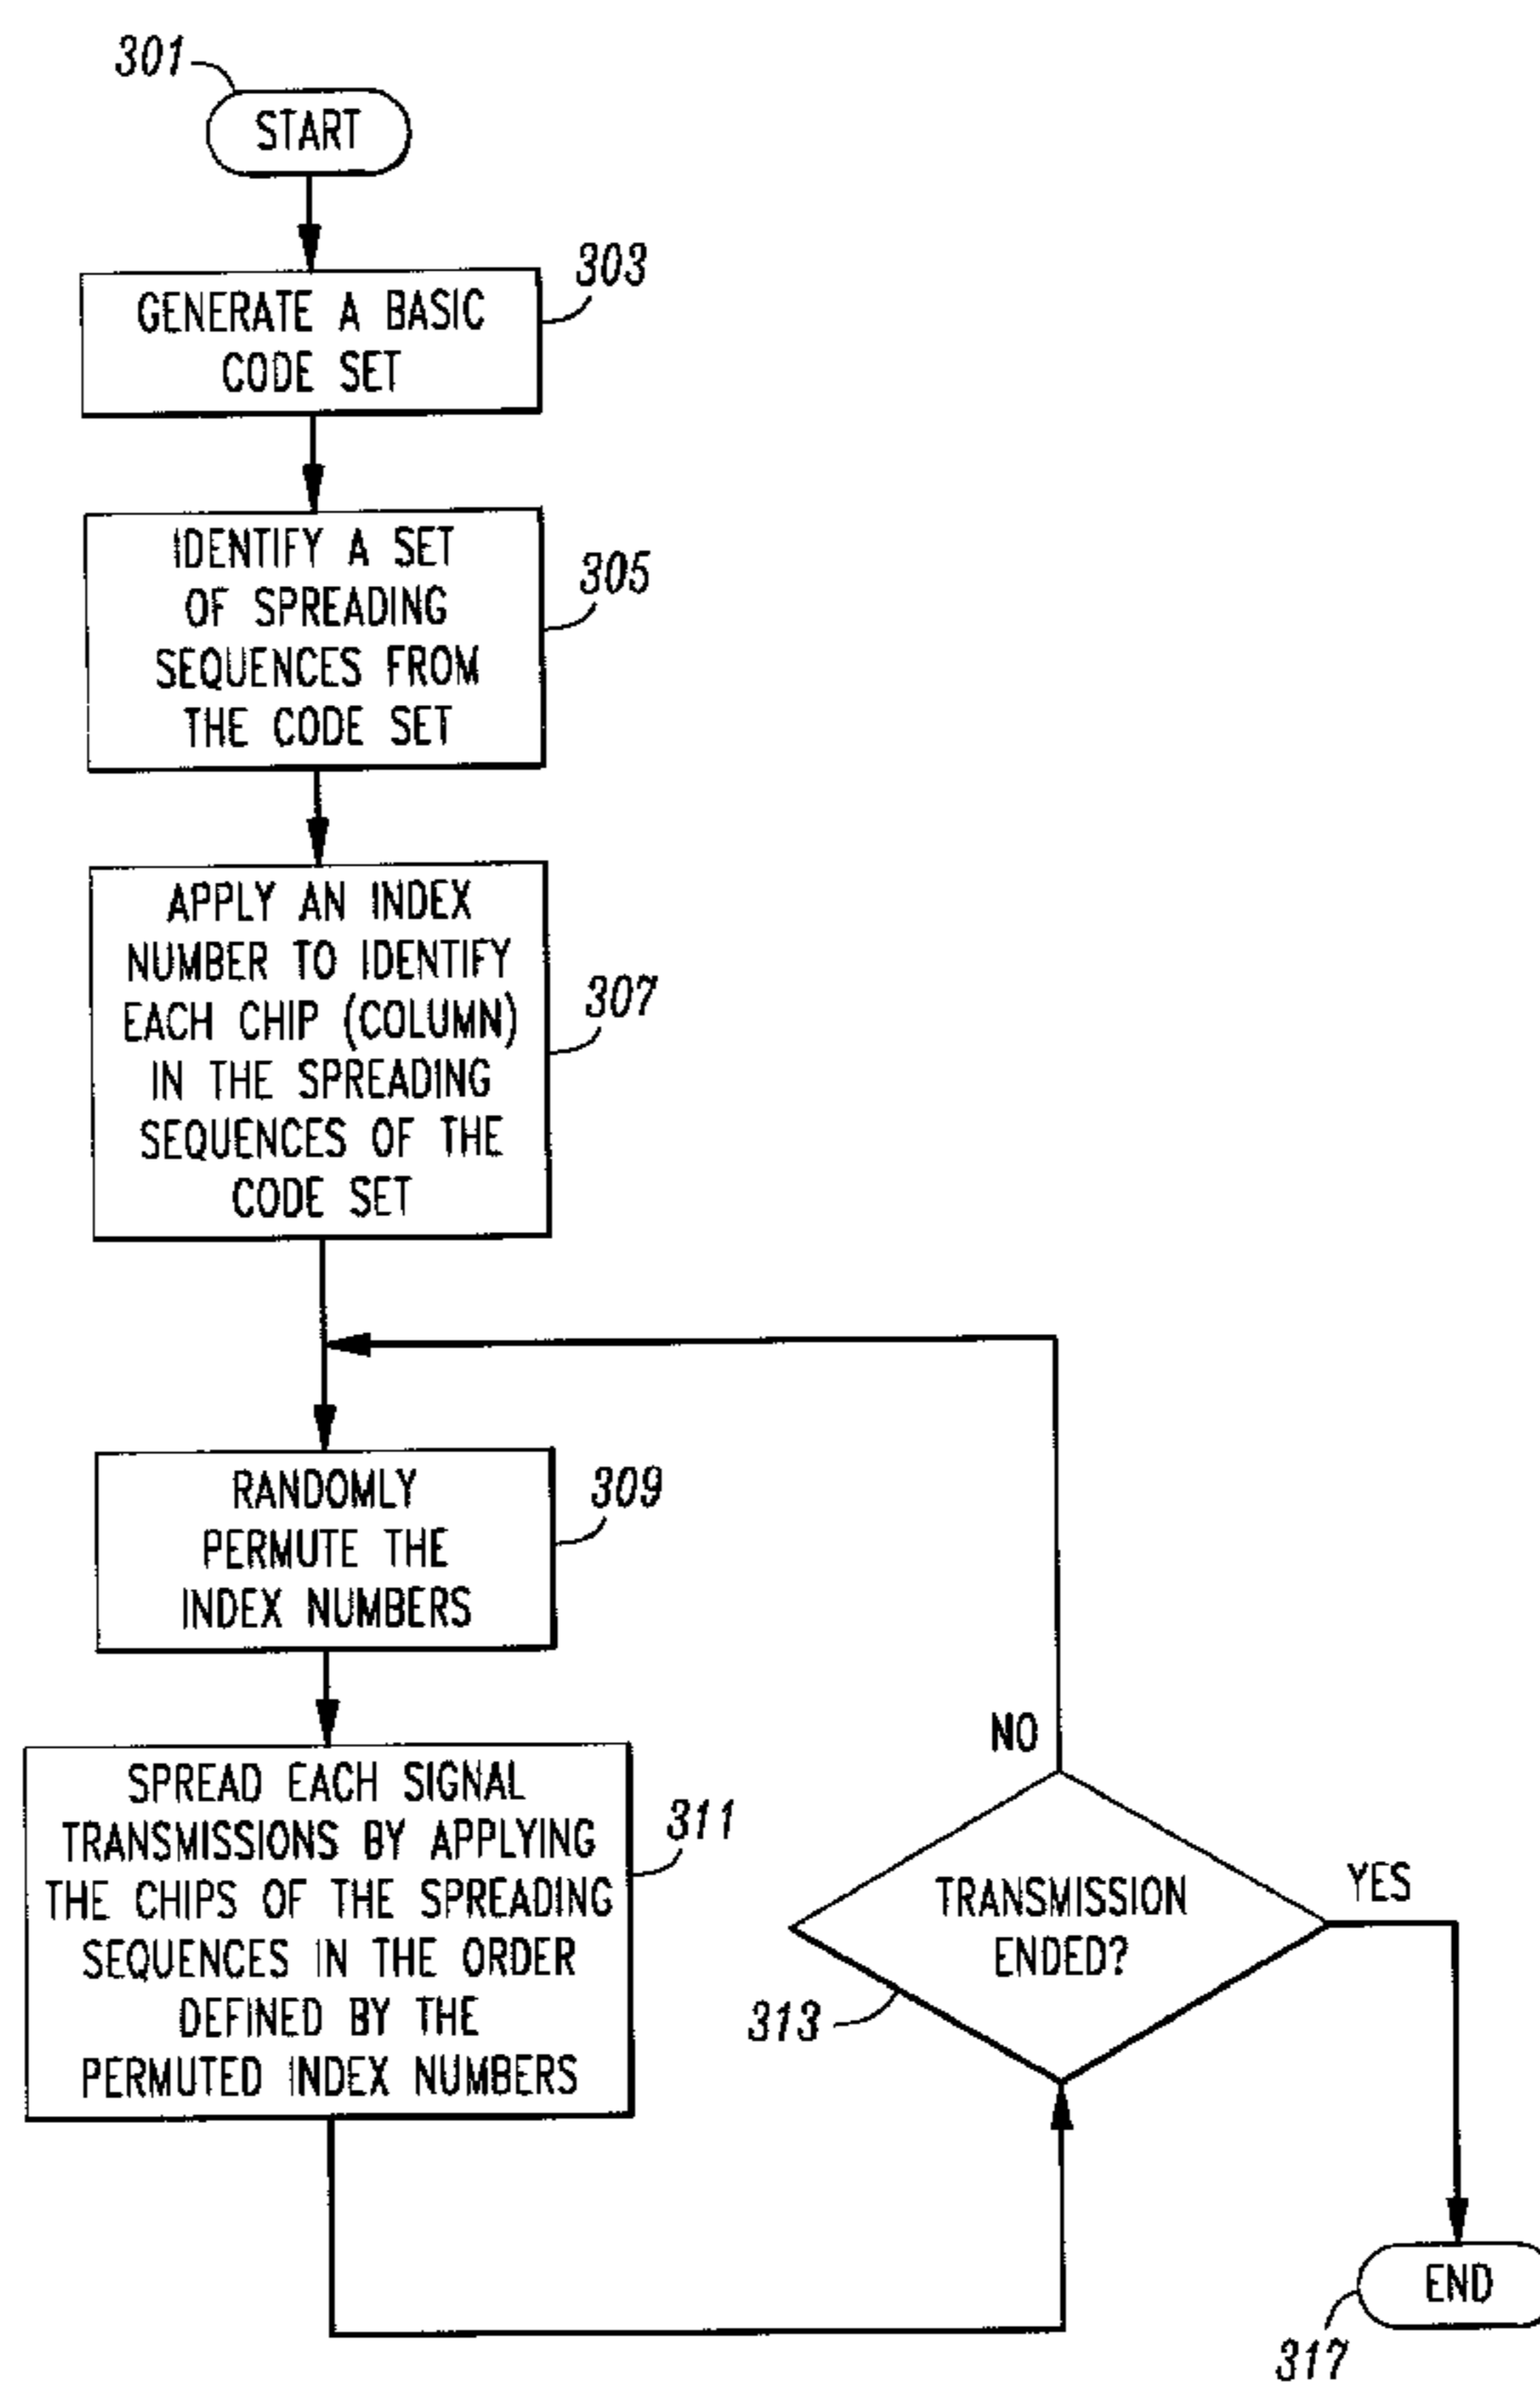 301
START
303
GENERATE A BASIC
CODE SET
305
IDENTIFY A SET
OF SPREADING
SEQUENCES FROM
THE CODE SET
307
APPLY AN INDEX
NUMBER TO IDENTIFY
EACH CHIP (COLUMN)
IN THE SPREADING
SEQUENCES OF THE
CODE SET
309
RANDOMLY
PERMUTE THE
INDEX NUMBERS
311
SPREAD EACH SIGNAL
TRANSMISSIONS BY APPLYING
THE CHIPS OF THE SPREADING
SEQUENCES IN THE ORDER
DEFINED BY THE
PERMUTED INDEX NUMBERS
NO
TRANSMISSION
ENDED?
YES
313
END
317